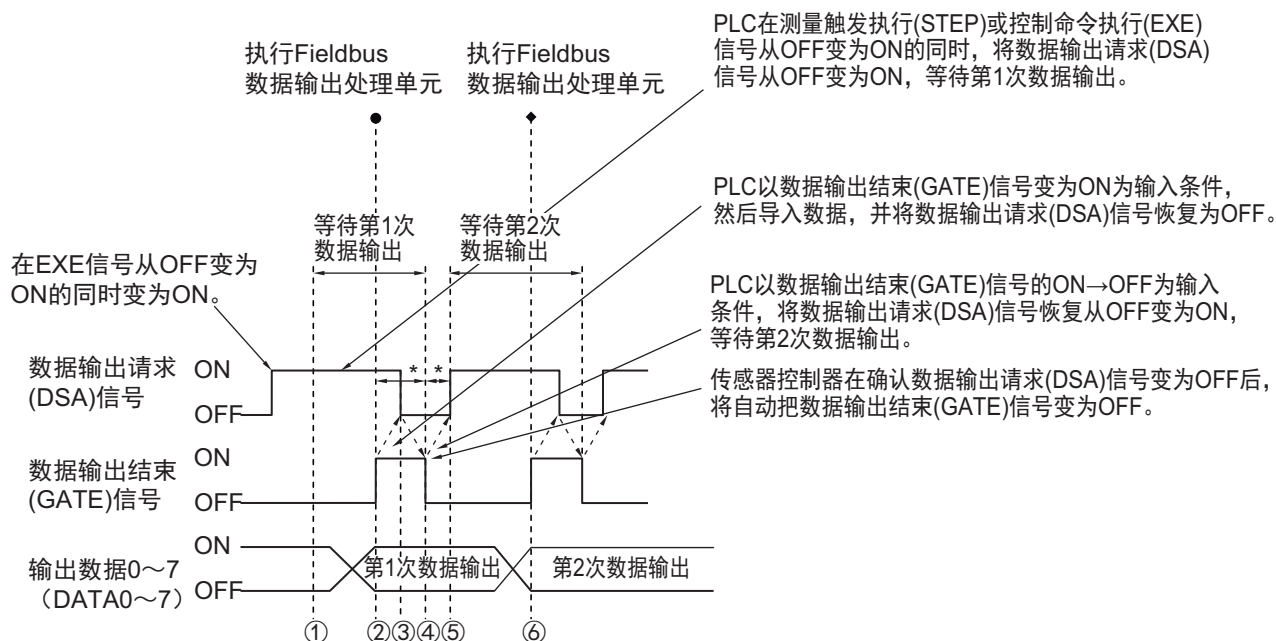 PLC在测量触发执行(STEP)或控制命令执行(EXE)
信号从OFF变为ON的同时，将数据输出请求(DSA)
信号从OFF变为ON，等待第1次数据输出。
执行Fieldbus
数据输出处理单元
执行Fieldbus
数据输出处理单元
PLC以数据输出结束(GATE)信号变为ON为输入条件，
然后导入数据，并将数据输出请求(DSA)信号恢复为OFF。
等待第1次
数据输出
等待第2次
数据输出
在EXE信号从OFF变为
ON的同时变为ON。
PLC以数据输出结束(GATE)信号的ON→OFF为输入
条件，将数据输出请求(DSA)信号恢复从OFF变为ON，
等待第2次数据输出。
传感器控制器在确认数据输出请求(DSA)信号变为OFF后，
将自动把数据输出结束(GATE)信号变为OFF。
数据输出请求
(DSA)信号
ON
OFF
* *
数据输出结束
(GATE)信号
ON
OFF
输出数据0～7
（DATA0～7）
ON
OFF
第1次数据输出
第2次数据输出
① ②③④⑤ ⑥